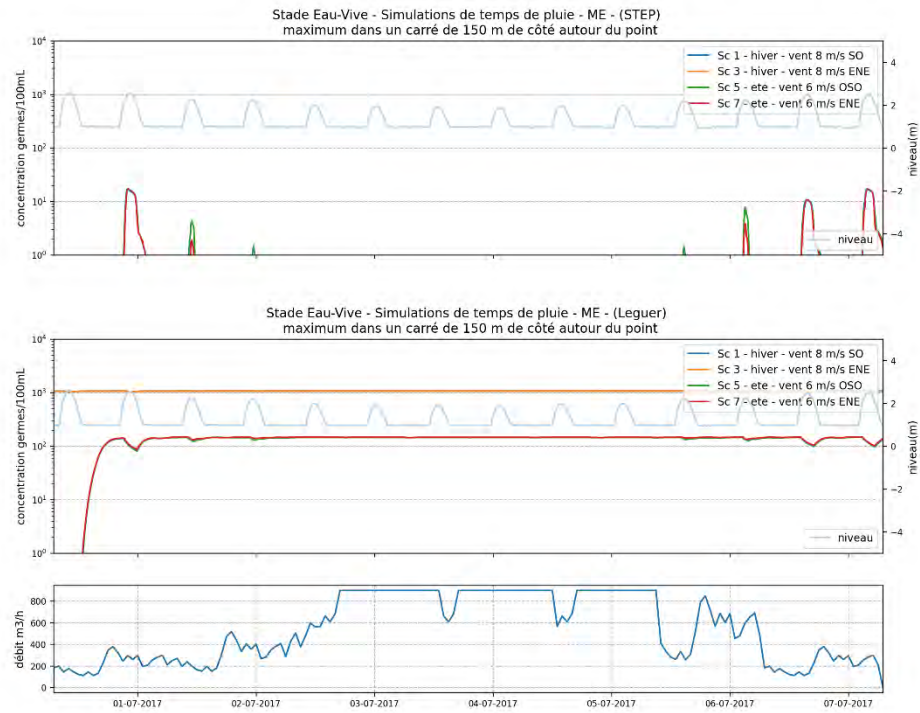 Stade Eau-Vive - Simulations de temps de pluie - ME - (STEP)
maximum dans un carré de 150 m de côté autour du point
concentration germes/100mL
10⁴
10³
10²
10¹
10⁰
Sc 1 - hiver - vent 8 m/s SO
Sc 3 - hiver - vent 8 m/s ENE
Sc 5 - ete - vent 6 m/s OSO
Sc 7 - ete - vent 6 m/s ENE
niveau
4
2
0
−2
−4
niveau(m)
Stade Eau-Vive - Simulations de temps de pluie - ME - (Leguer)
maximum dans un carré de 150 m de côté autour du point
concentration germes/100mL
10⁴
10³
10²
10¹
10⁰
Sc 1 - hiver - vent 8 m/s SO
Sc 3 - hiver - vent 8 m/s ENE
Sc 5 - ete - vent 6 m/s OSO
Sc 7 - ete - vent 6 m/s ENE
niveau
4
2
0
−2
−4
niveau(m)
débit m3/h
800
600
400
200
0
01-07-2017 02-07-2017 03-07-2017 04-07-2017 05-07-2017 06-07-2017 07-07-2017